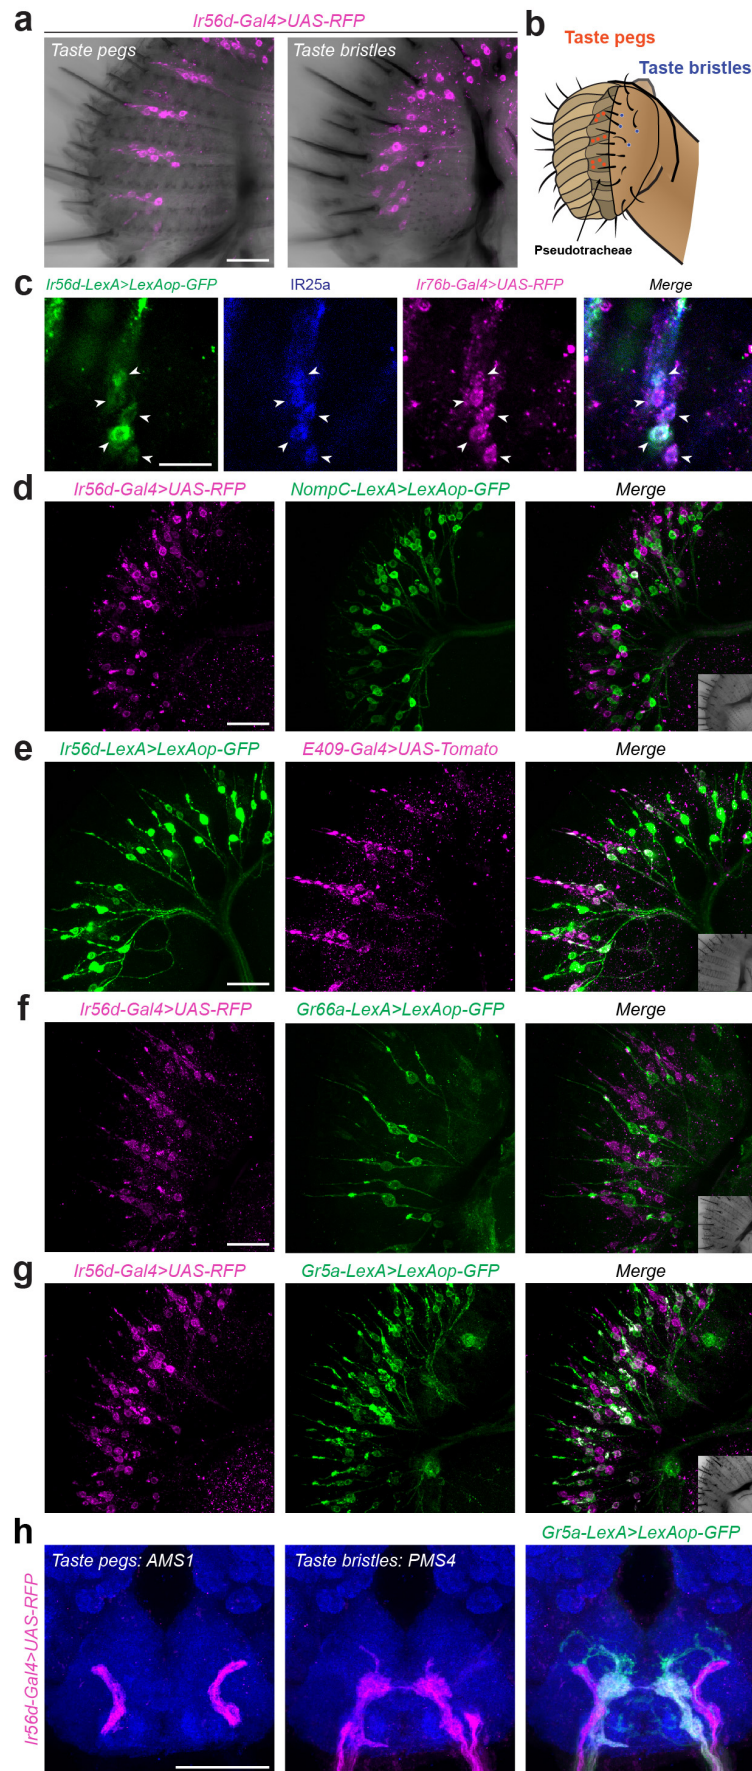 a
Ir56d-Gal4>UAS-RFP
Taste pegs
Taste bristles
b
Taste pegs
Taste bristles
Pseudotracheae
c
Ir56d-LexA>LexAop-GFP
IR25a
Ir76b-Gal4>UAS-RFP
Merge
d
Ir56d-Gal4>UAS-RFP
NompC-LexA>LexAop-GFP
Merge
e
Ir56d-LexA>LexAop-GFP
E409-Gal4>UAS-Tomato
Merge
f
Ir56d-Gal4>UAS-RFP
Gr66a-LexA>LexAop-GFP
Merge
g
Ir56d-Gal4>UAS-RFP
Gr5a-LexA>LexAop-GFP
Merge
h
Ir56d-Gal4>UAS-RFP
Taste pegs: AMS1
Taste bristles: PMS4
Gr5a-LexA>LexAop-GFP